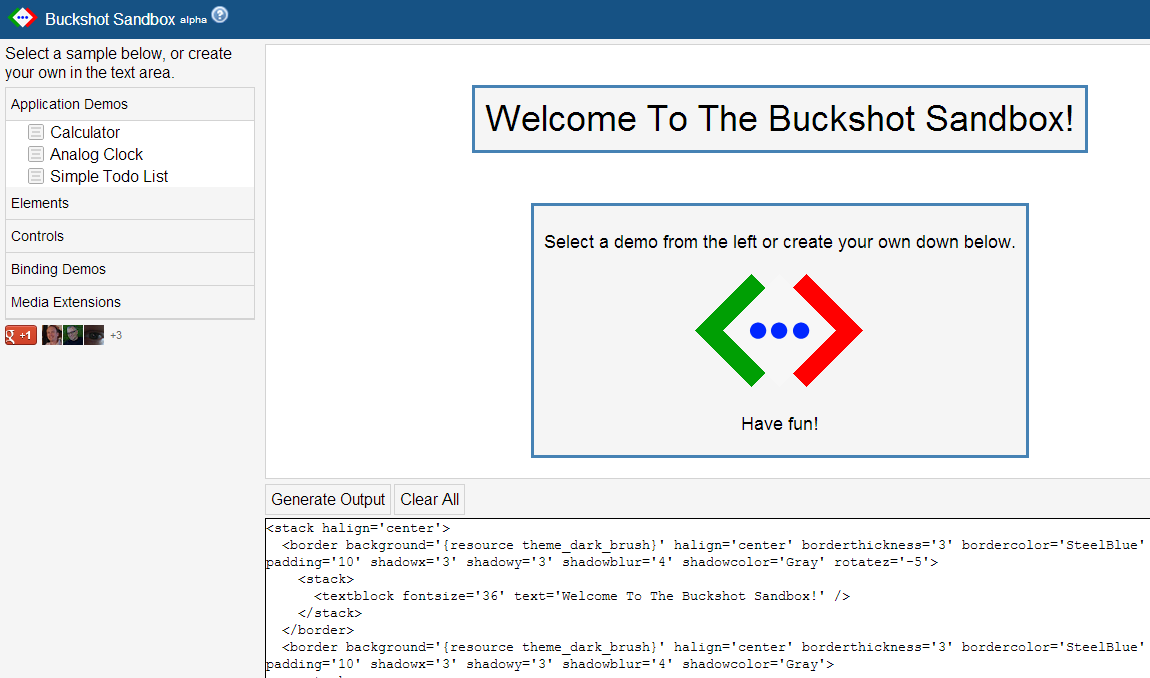 Buckshot Sandbox alpha ?
Select a sample below, or create
your own in the text area.
Application Demos
Calculator
Analog Clock
Simple Todo List
Elements
Controls
Binding Demos
Media Extensions
g +1 +3
Welcome To The Buckshot Sandbox!
Select a demo from the left or create your own down below.
Have fun!
Generate Output Clear All
<stack halign='center'>
<border background='{resource theme_dark_brush}' halign='center' borderthickness='3' bordercolor='SteelBlue'
padding='10' shadowx='3' shadowy='3' shadowblur='4' shadowcolor='Gray' rotatez='-5'>
<stack>
<textblock fontsize='36' text='Welcome To The Buckshot Sandbox!' />
</stack>
</border>
<border background='{resource theme_dark_brush}' halign='center' borderthickness='3' bordercolor='SteelBlue'
padding='10' shadowx='3' shadowy='3' shadowblur='4' shadowcolor='Gray'>